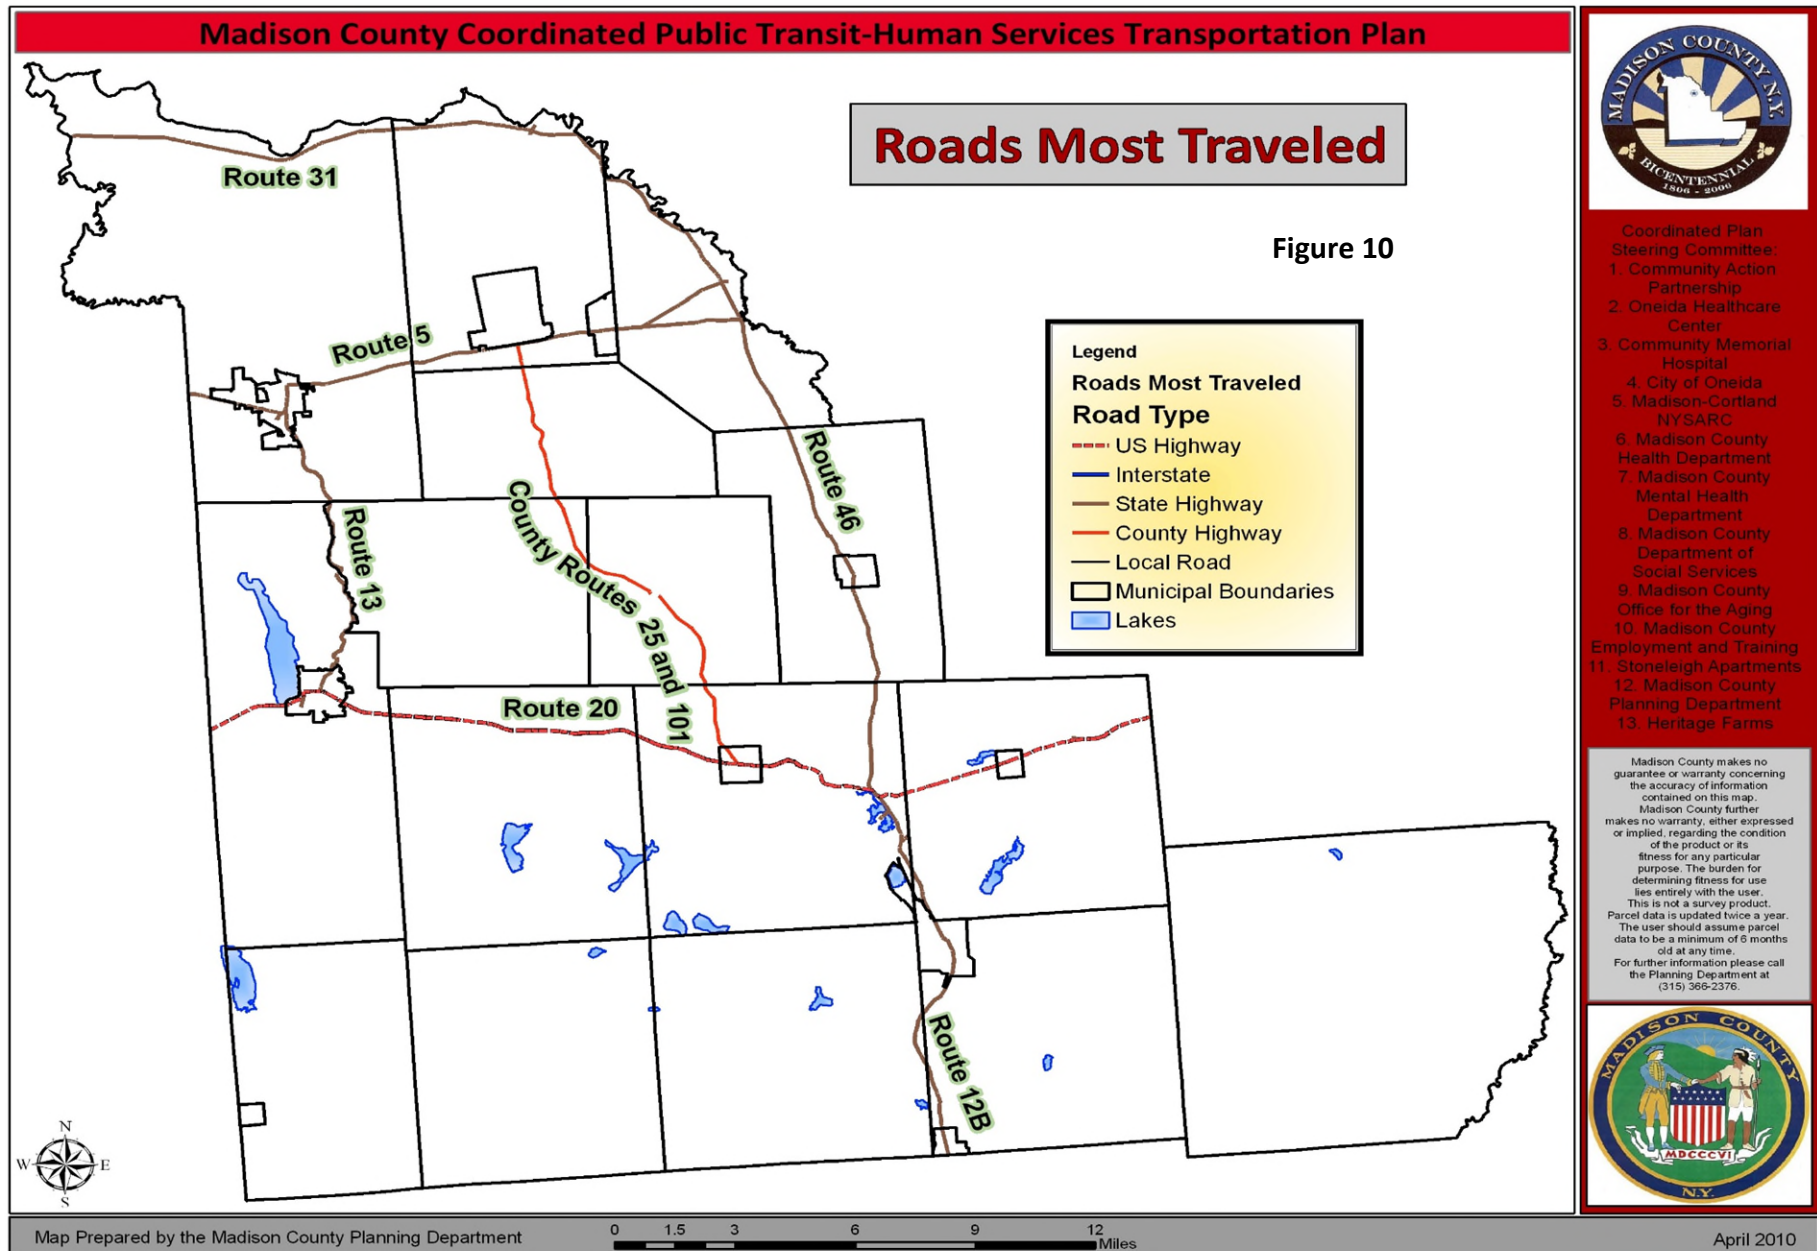 Madison County Coordinated Public Transit-Human Services Transportation Plan
Roads Most Traveled
Figure 10
Route 31
Route 5
Route 46
Route 13
County Routes 25 and 101
Route 20
Route 12B
Legend
Roads Most Traveled
Road Type
US Highway
Interstate
State Highway
County Highway
Local Road
Municipal Boundaries
Lakes
N
W
E
S
MADISON COUNTY N.Y.
BICENTENNIAL
1806 - 2006
Coordinated Plan
Steering Committee:
1. Community Action
Partnership
2. Oneida Healthcare
Center
3. Community Memorial
Hospital
4. City of Oneida
5. Madison-Cortland
NYSARC
6. Madison County
Health Department
7. Madison County
Mental Health
Department
8. Madison County
Department of
Social Services
9. Madison County
Office for the Aging
10. Madison County
Employment and Training
11. Stoneleigh Apartments
12. Madison County
Planning Department
13. Heritage Farms
Madison County makes no
guarantee or warranty concerning
the accuracy of information
contained on this map.
Madison County further
makes no warranty, either expressed
or implied, regarding the condition
of the product or its
fitness for any particular
purpose. The burden for
determining fitness for use
lies entirely with the user.
This is not a survey product.
Parcel data is updated twice a year.
The user should assume parcel
data to be a minimum of 6 months
old at any time.
For further information please call
the Planning Department at
(315) 366-2376.
MADISON COUNTY
MDCCCVI
N.Y.
Map Prepared by the Madison County Planning Department
0 1.5 3 6 9 12
Miles
April 2010